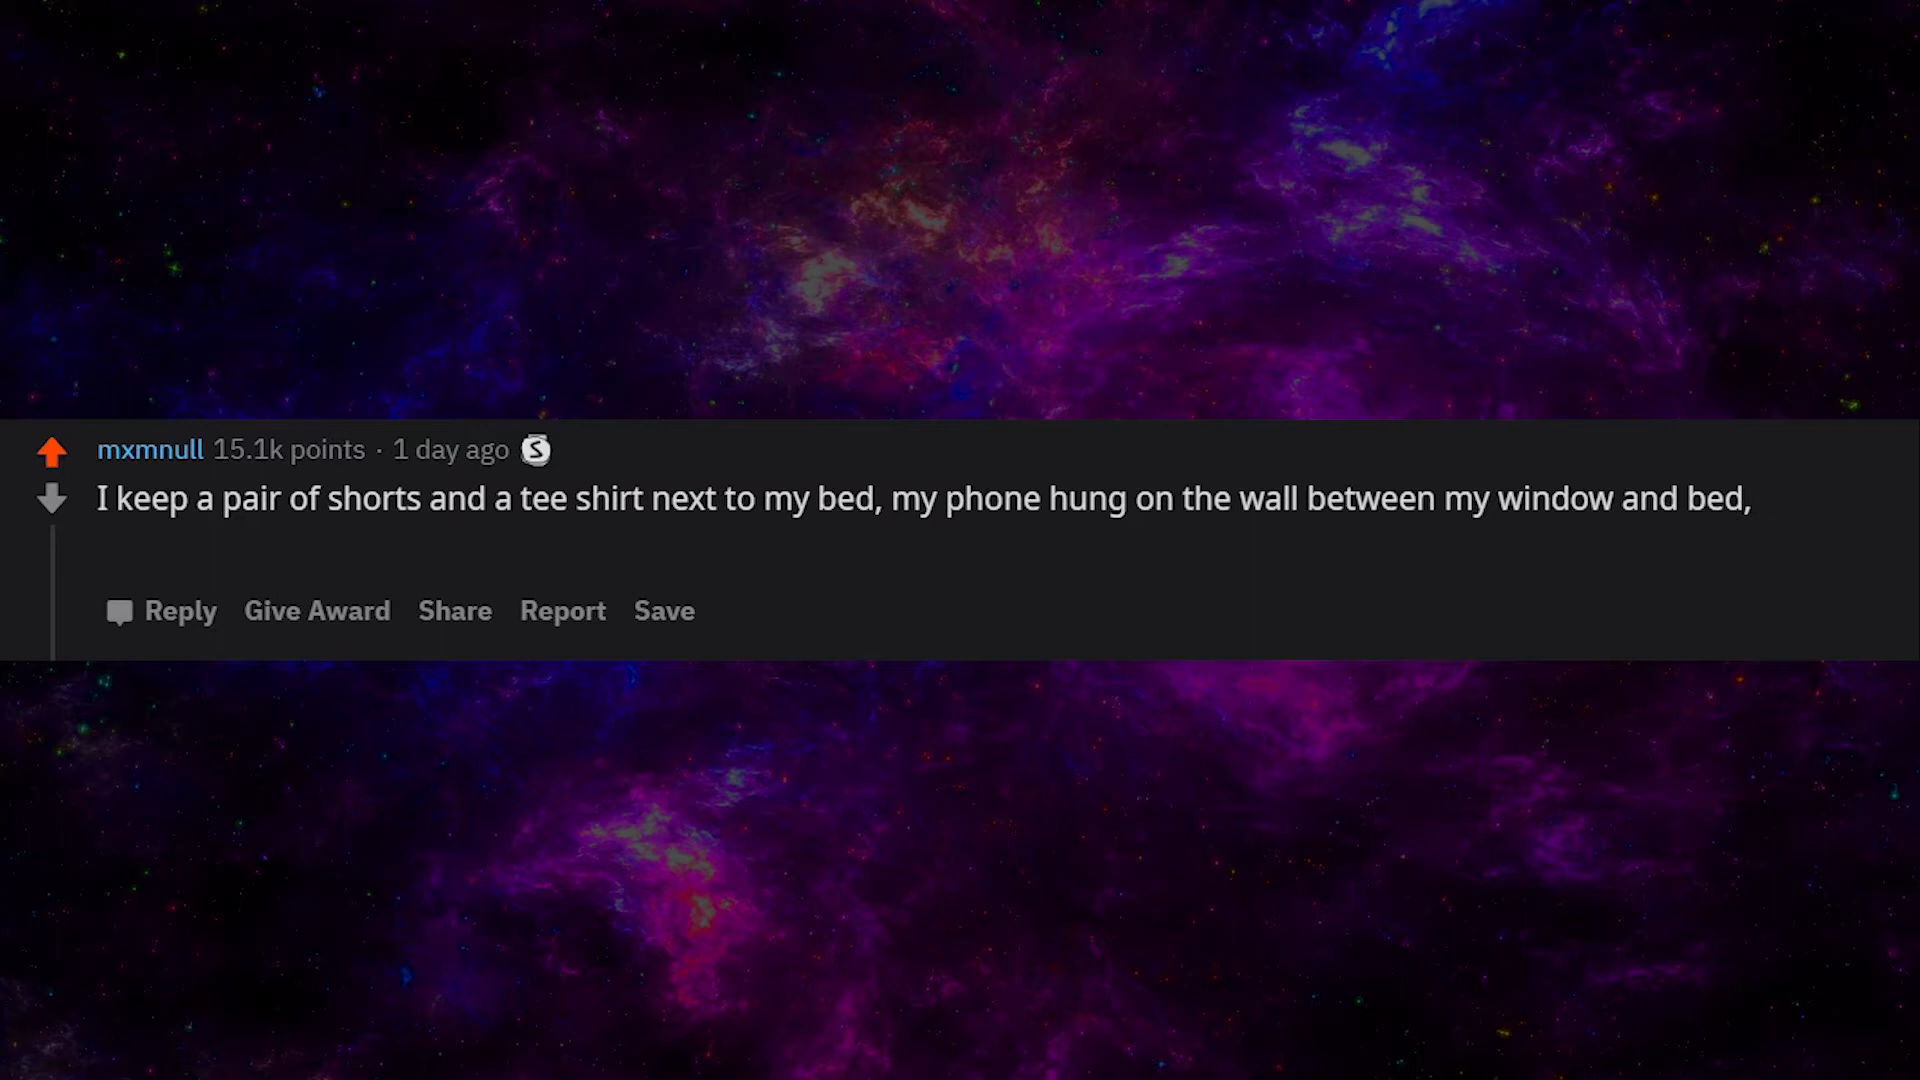 mxmnull 15.1k points · 1 day ago S
I keep a pair of shorts and a tee shirt next to my bed, my phone hung on the wall between my window and bed,
Reply Give Award Share Report Save